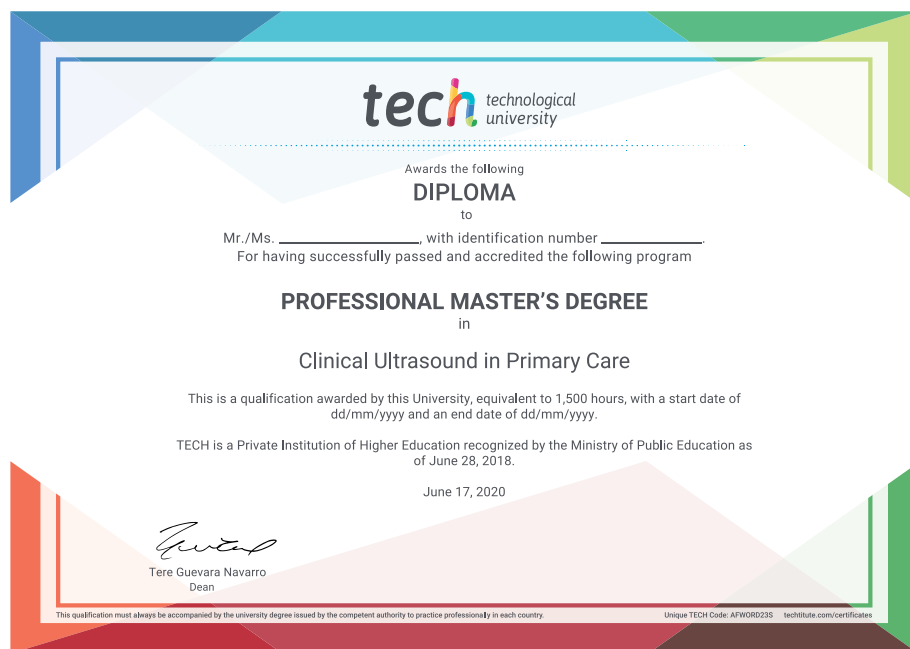 tech technological
university
Awards the following
DIPLOMA
to
Mr./Ms. ____________, with identification number ____________.
For having successfully passed and accredited the following program
PROFESSIONAL MASTER'S DEGREE
in
Clinical Ultrasound in Primary Care
This is a qualification awarded by this University, equivalent to 1,500 hours, with a start date of
dd/mm/yyyy and an end date of dd/mm/yyyy.
TECH is a Private Institution of Higher Education recognized by the Ministry of Public Education as
of June 28, 2018.
June 17, 2020
Tere Guevara Navarro
Dean
This qualification must always be accompanied by the university degree issued by the competent authority to practice professionally in each country.
Unique TECH Code: AFWORD23S techtitute.com/certificates